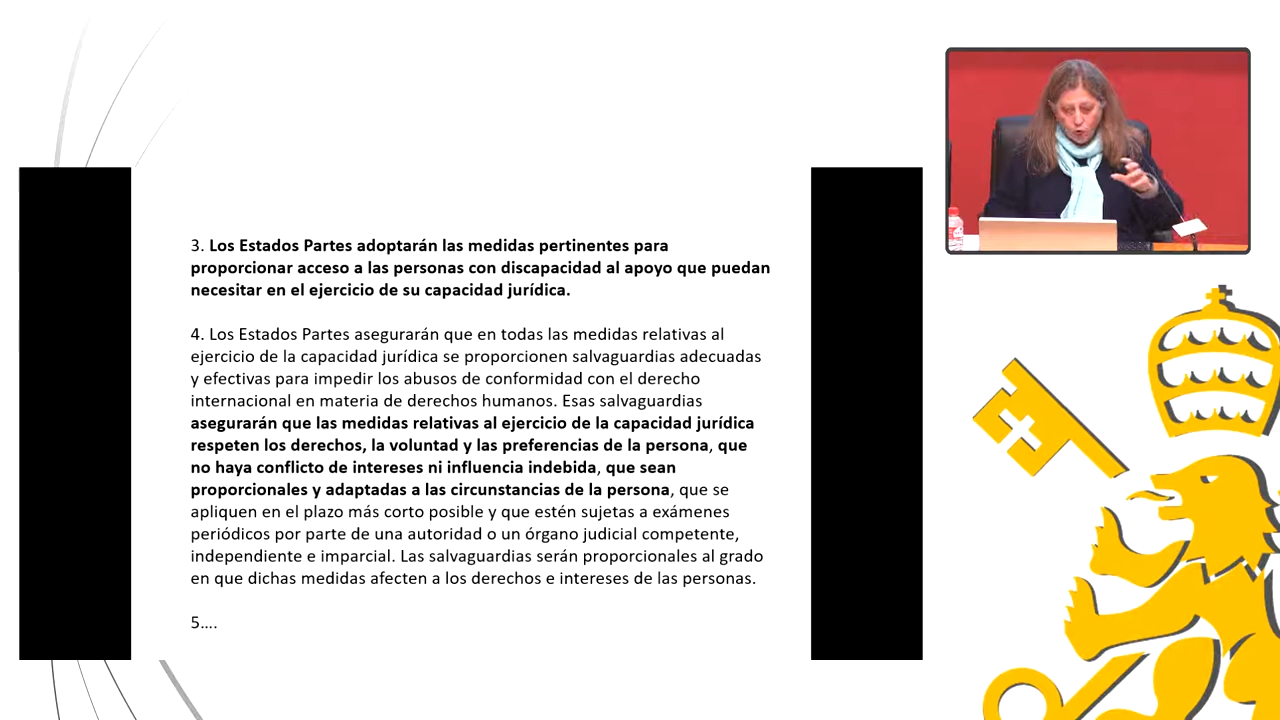 3. Los Estados Partes adoptarán las medidas pertinentes para
proporcionar acceso a las personas con discapacidad al apoyo que puedan
necesitar en el ejercicio de su capacidad jurídica.
4. Los Estados Partes asegurarán que en todas las medidas relativas al
ejercicio de la capacidad jurídica se proporcionen salvaguardias adecuadas
y efectivas para impedir los abusos de conformidad con el derecho
internacional en materia de derechos humanos. Esas salvaguardias
asegurarán que las medidas relativas al ejercicio de la capacidad jurídica
respeten los derechos, la voluntad y las preferencias de la persona, que
no haya conflicto de intereses ni influencia indebida, que sean
proporcionales y adaptadas a las circunstancias de la persona, que se
apliquen en el plazo más corto posible y que estén sujetas a exámenes
periódicos por parte de una autoridad o un órgano judicial competente,
independiente e imparcial. Las salvaguardias serán proporcionales al grado
en que dichas medidas afecten a los derechos e intereses de las personas.
5....